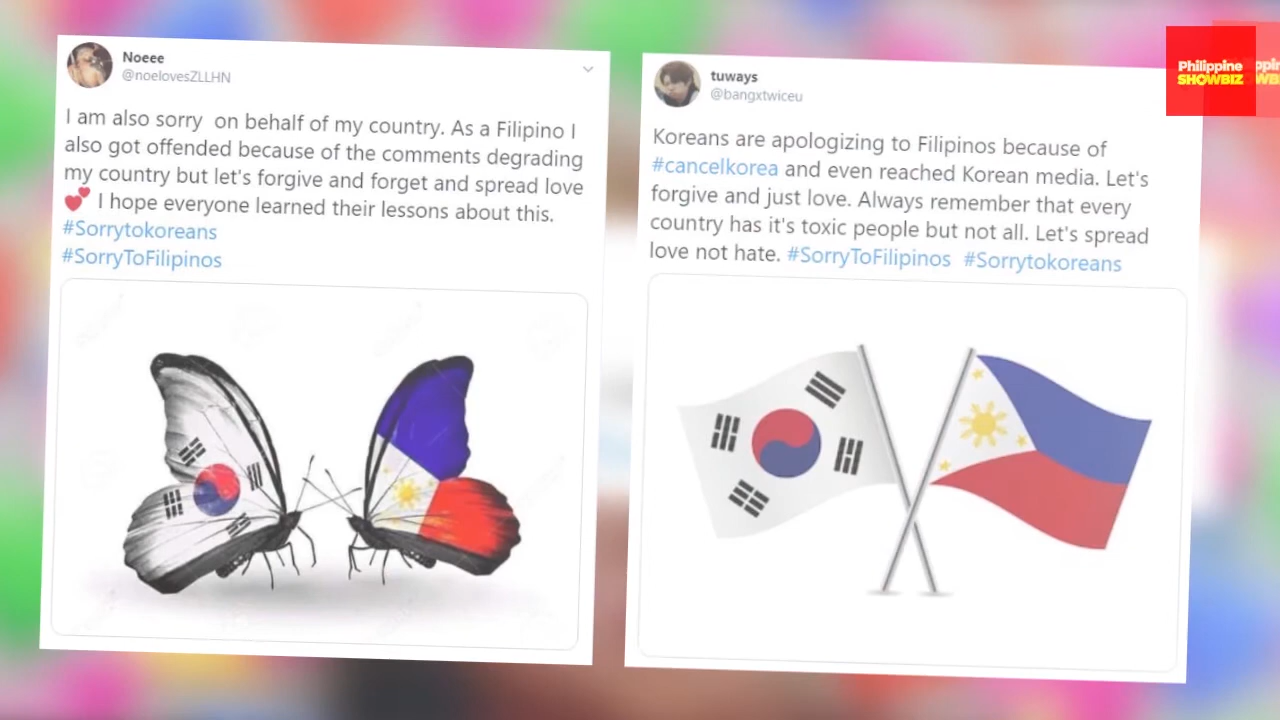 Noeee
@noelovesZLLHN
I am also sorry on behalf of my country. As a Filipino I
also got offended because of the comments degrading
my country but let's forgive and forget and spread love
💕 I hope everyone learned their lessons about this.
#Sorrytokoreans
#SorryToFilipinos
tuways
@bangxtwiceu
Koreans are apologizing to Filipinos because of
#cancelkorea and even reached Korean media. Let's
forgive and just love. Always remember that every
country has it's toxic people but not all. Let's spread
love not hate. #SorryToFilipinos #Sorrytokoreans
Philippine
SHOWBIZ